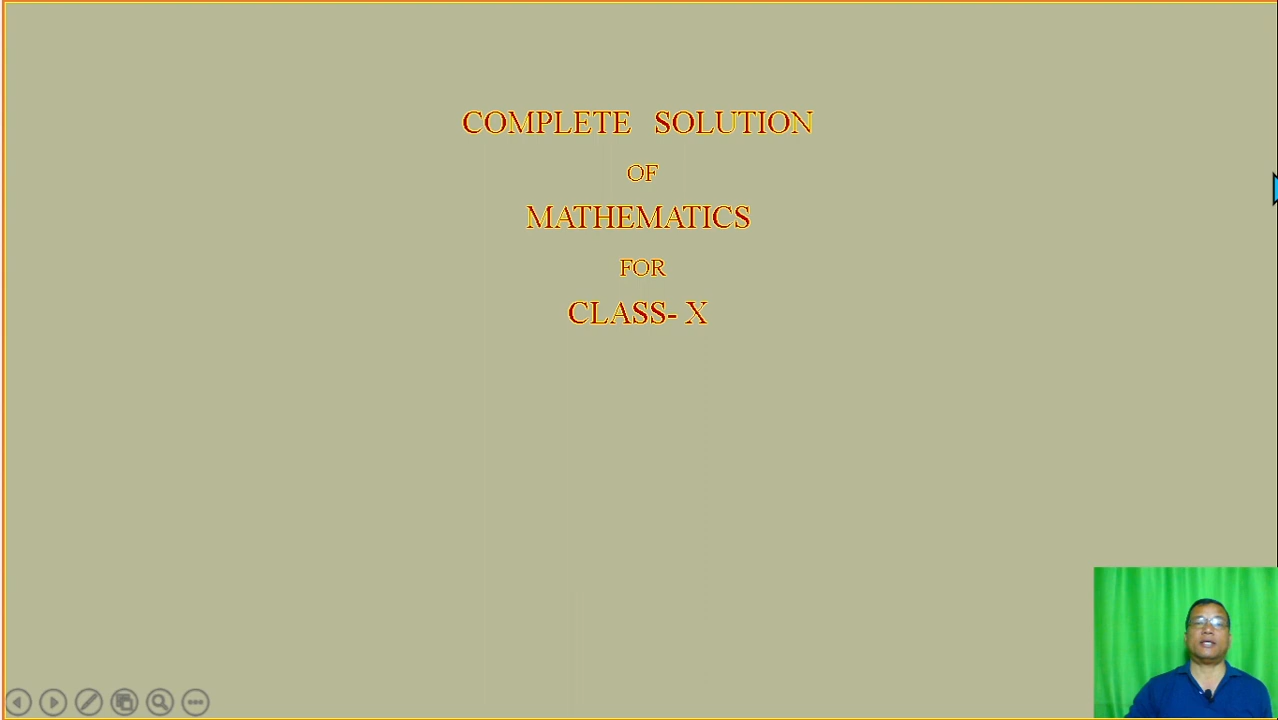 COMPLETE SOLUTION
OF
MATHEMATICS
FOR
CLASS- X